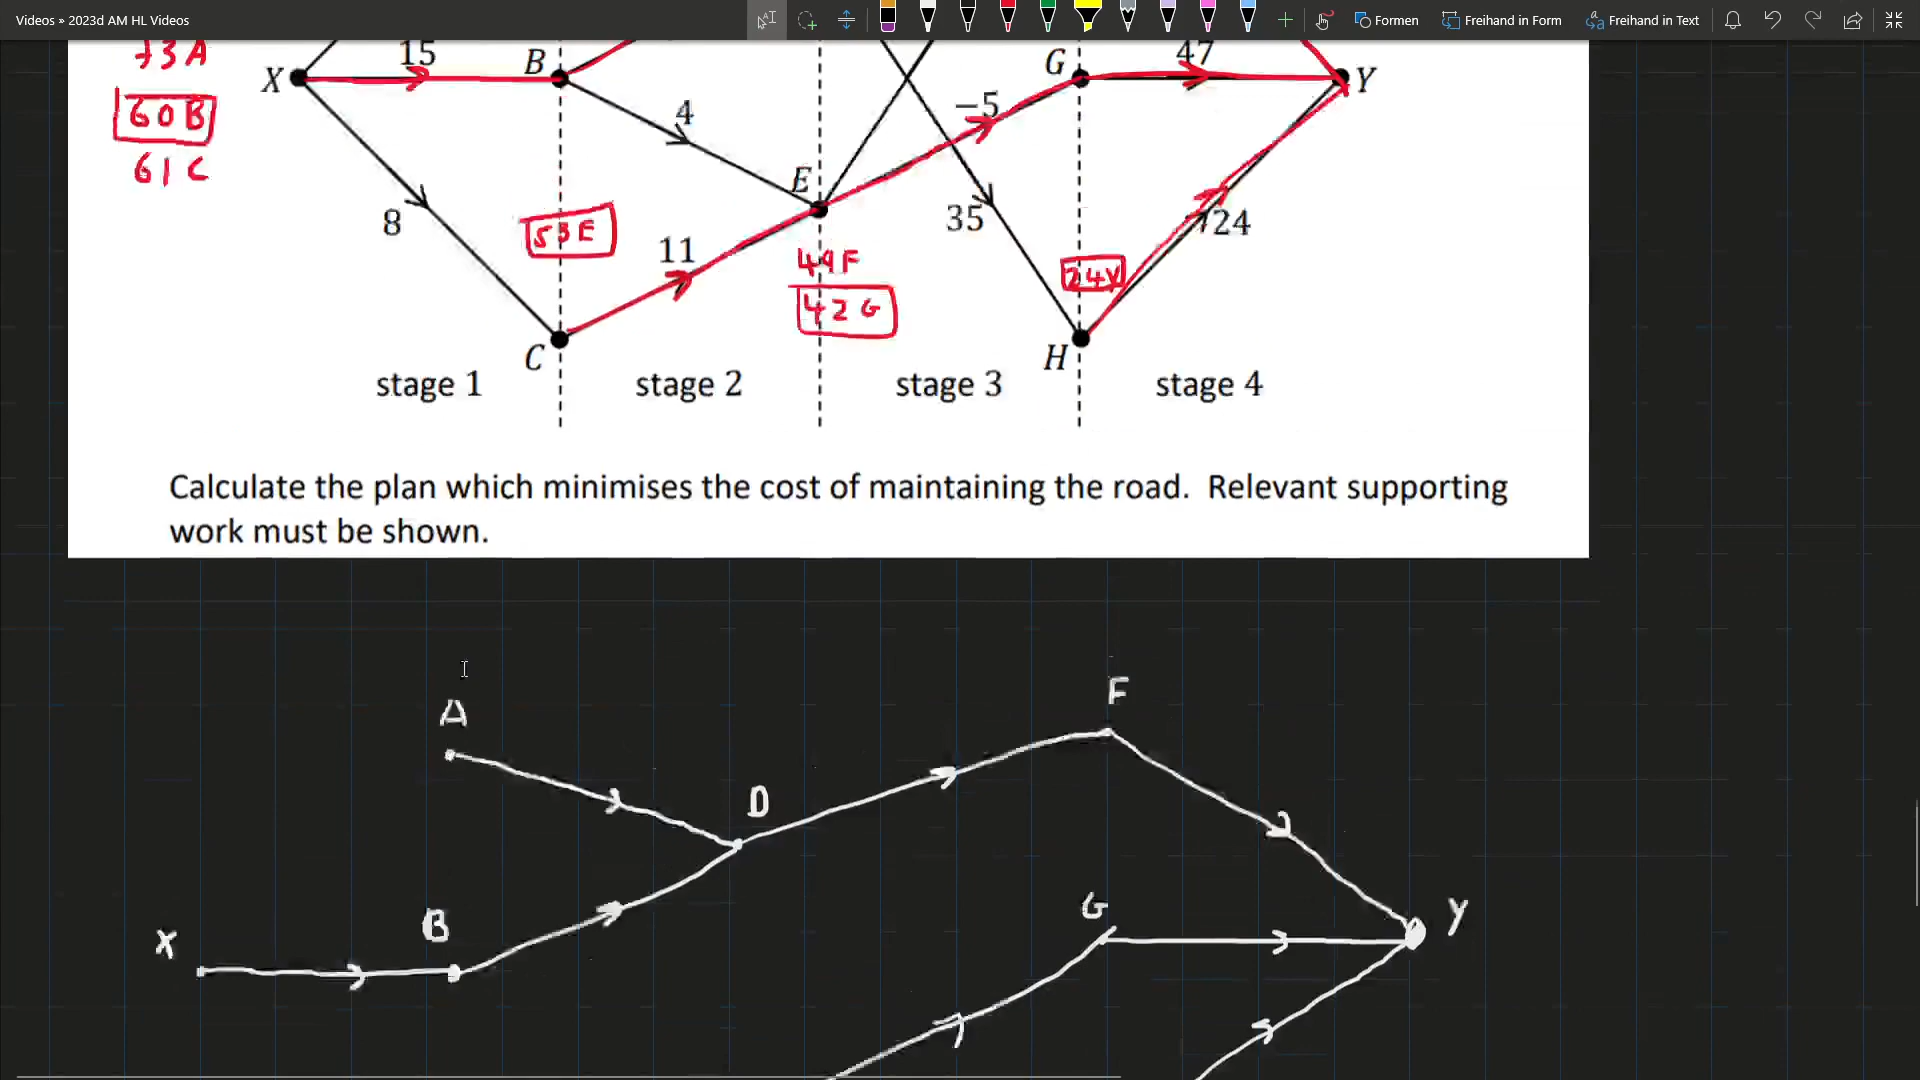 Videos » 2023d AM HL Videos
Formen
Freihand in Form
Freihand in Text
73A
60B
61C
X
15
B
4
8
E
11
53E
C
49F
42G
-5
35
G
47
Y
24
24Y
H
stage 1
stage 2
stage 3
stage 4
Calculate the plan which minimises the cost of maintaining the road. Relevant supporting
work must be shown.
A
F
D
B
X
G
Y